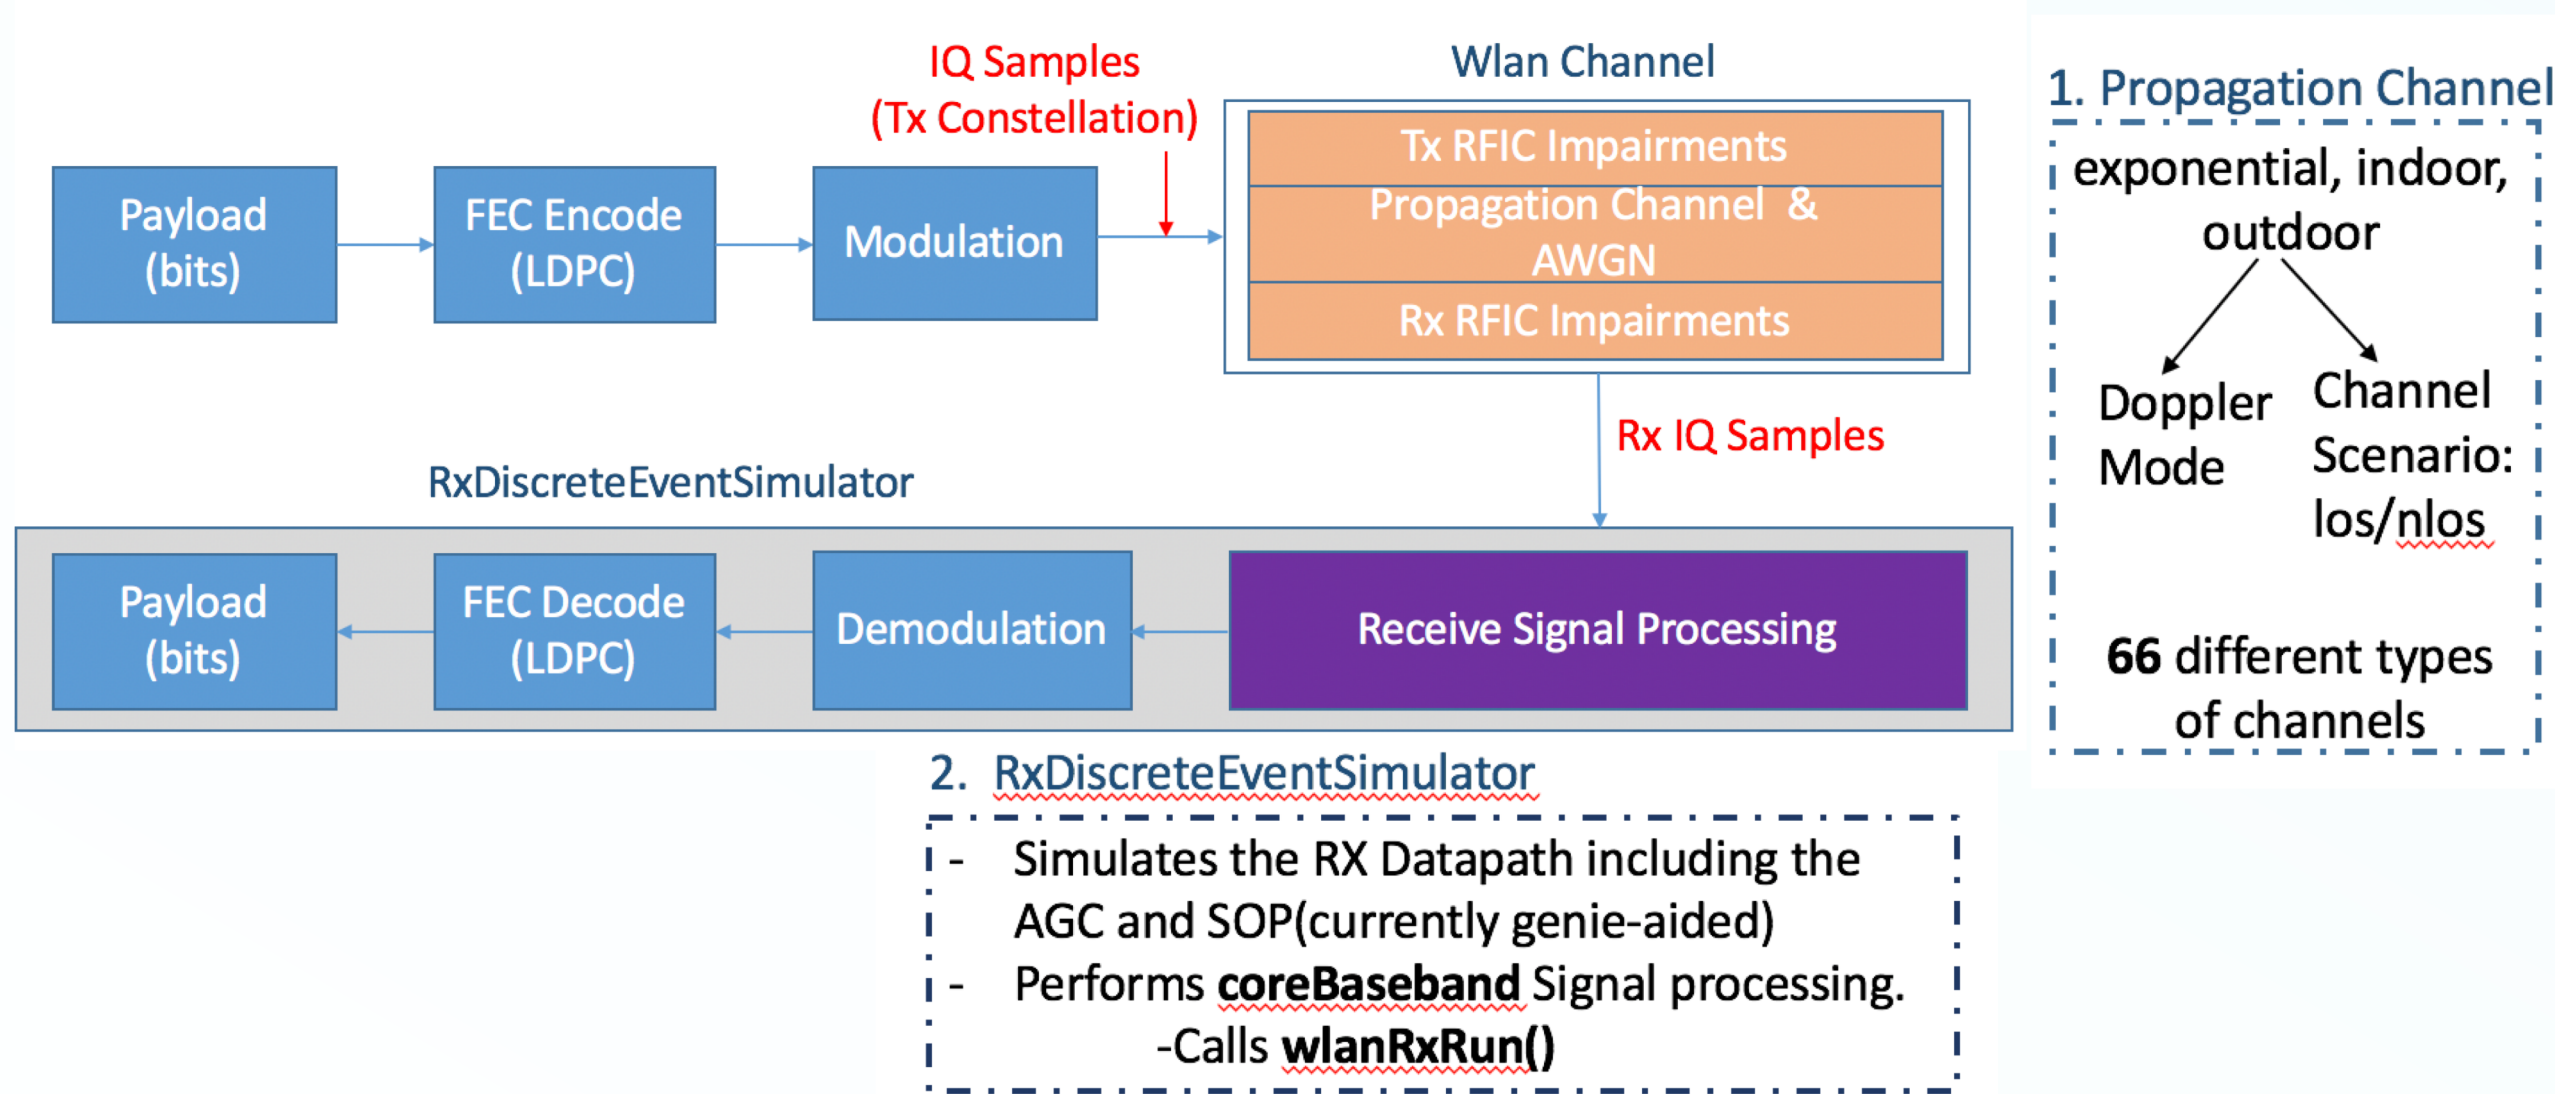 IQ Samples
(Tx Constellation)
Wlan Channel
Payload
(bits)
FEC Encode
(LDPC)
Modulation
Tx RFIC Impairments
Propagation Channel &
AWGN
Rx RFIC Impairments
Rx IQ Samples
RxDiscreteEventSimulator
Payload
(bits)
FEC Decode
(LDPC)
Demodulation
Receive Signal Processing
1. Propagation Channel
exponential, indoor,
outdoor
Doppler
Mode
Channel
Scenario:
los/nlos
66 different types
of channels
2. RxDiscreteEventSimulator
- Simulates the RX Datapath including the
AGC and SOP(currently genie-aided)
- Performs coreBaseband Signal processing.
-Calls wlanRxRun()